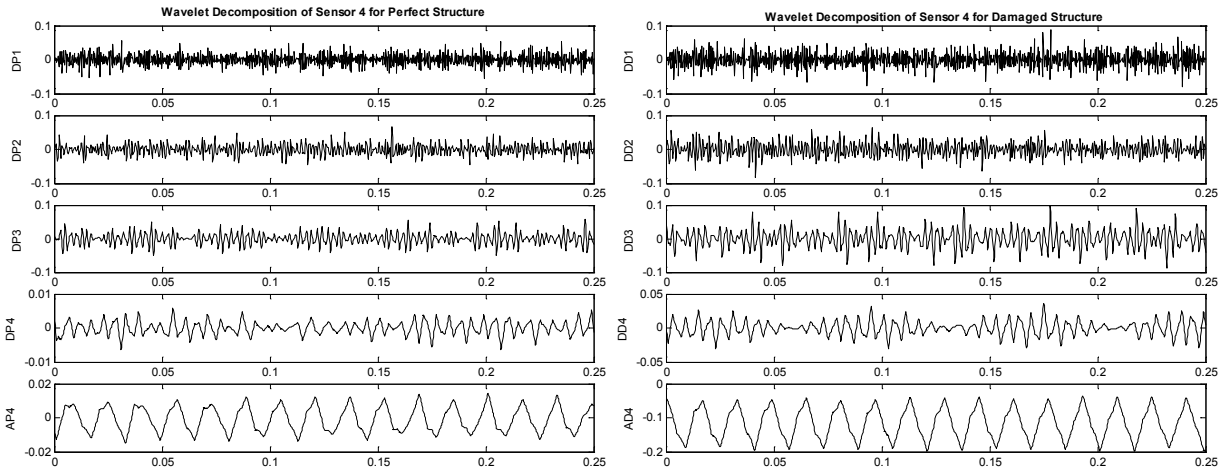 Wavelet Decomposition of Sensor 4 for Perfect Structure
0.1
DP1
0
-0.1
0 0.05 0.1 0.15 0.2 0.25
0.1
DP2
0
-0.1
0 0.05 0.1 0.15 0.2 0.25
0.1
DP3
0
-0.1
0 0.05 0.1 0.15 0.2 0.25
0.01
DP4
0
-0.01
0 0.05 0.1 0.15 0.2 0.25
0.02
AP4
0
-0.02
0 0.05 0.1 0.15 0.2 0.25
Wavelet Decomposition of Sensor 4 for Damaged Structure
0.1
DD1
0
-0.1
0 0.05 0.1 0.15 0.2 0.25
0.1
DD2
0
-0.1
0 0.05 0.1 0.15 0.2 0.25
0.1
DD3
0
-0.1
0 0.05 0.1 0.15 0.2 0.25
0.05
DD4
0
-0.05
0 0.05 0.1 0.15 0.2 0.25
0
AD4
-0.1
-0.2
0 0.05 0.1 0.15 0.2 0.25